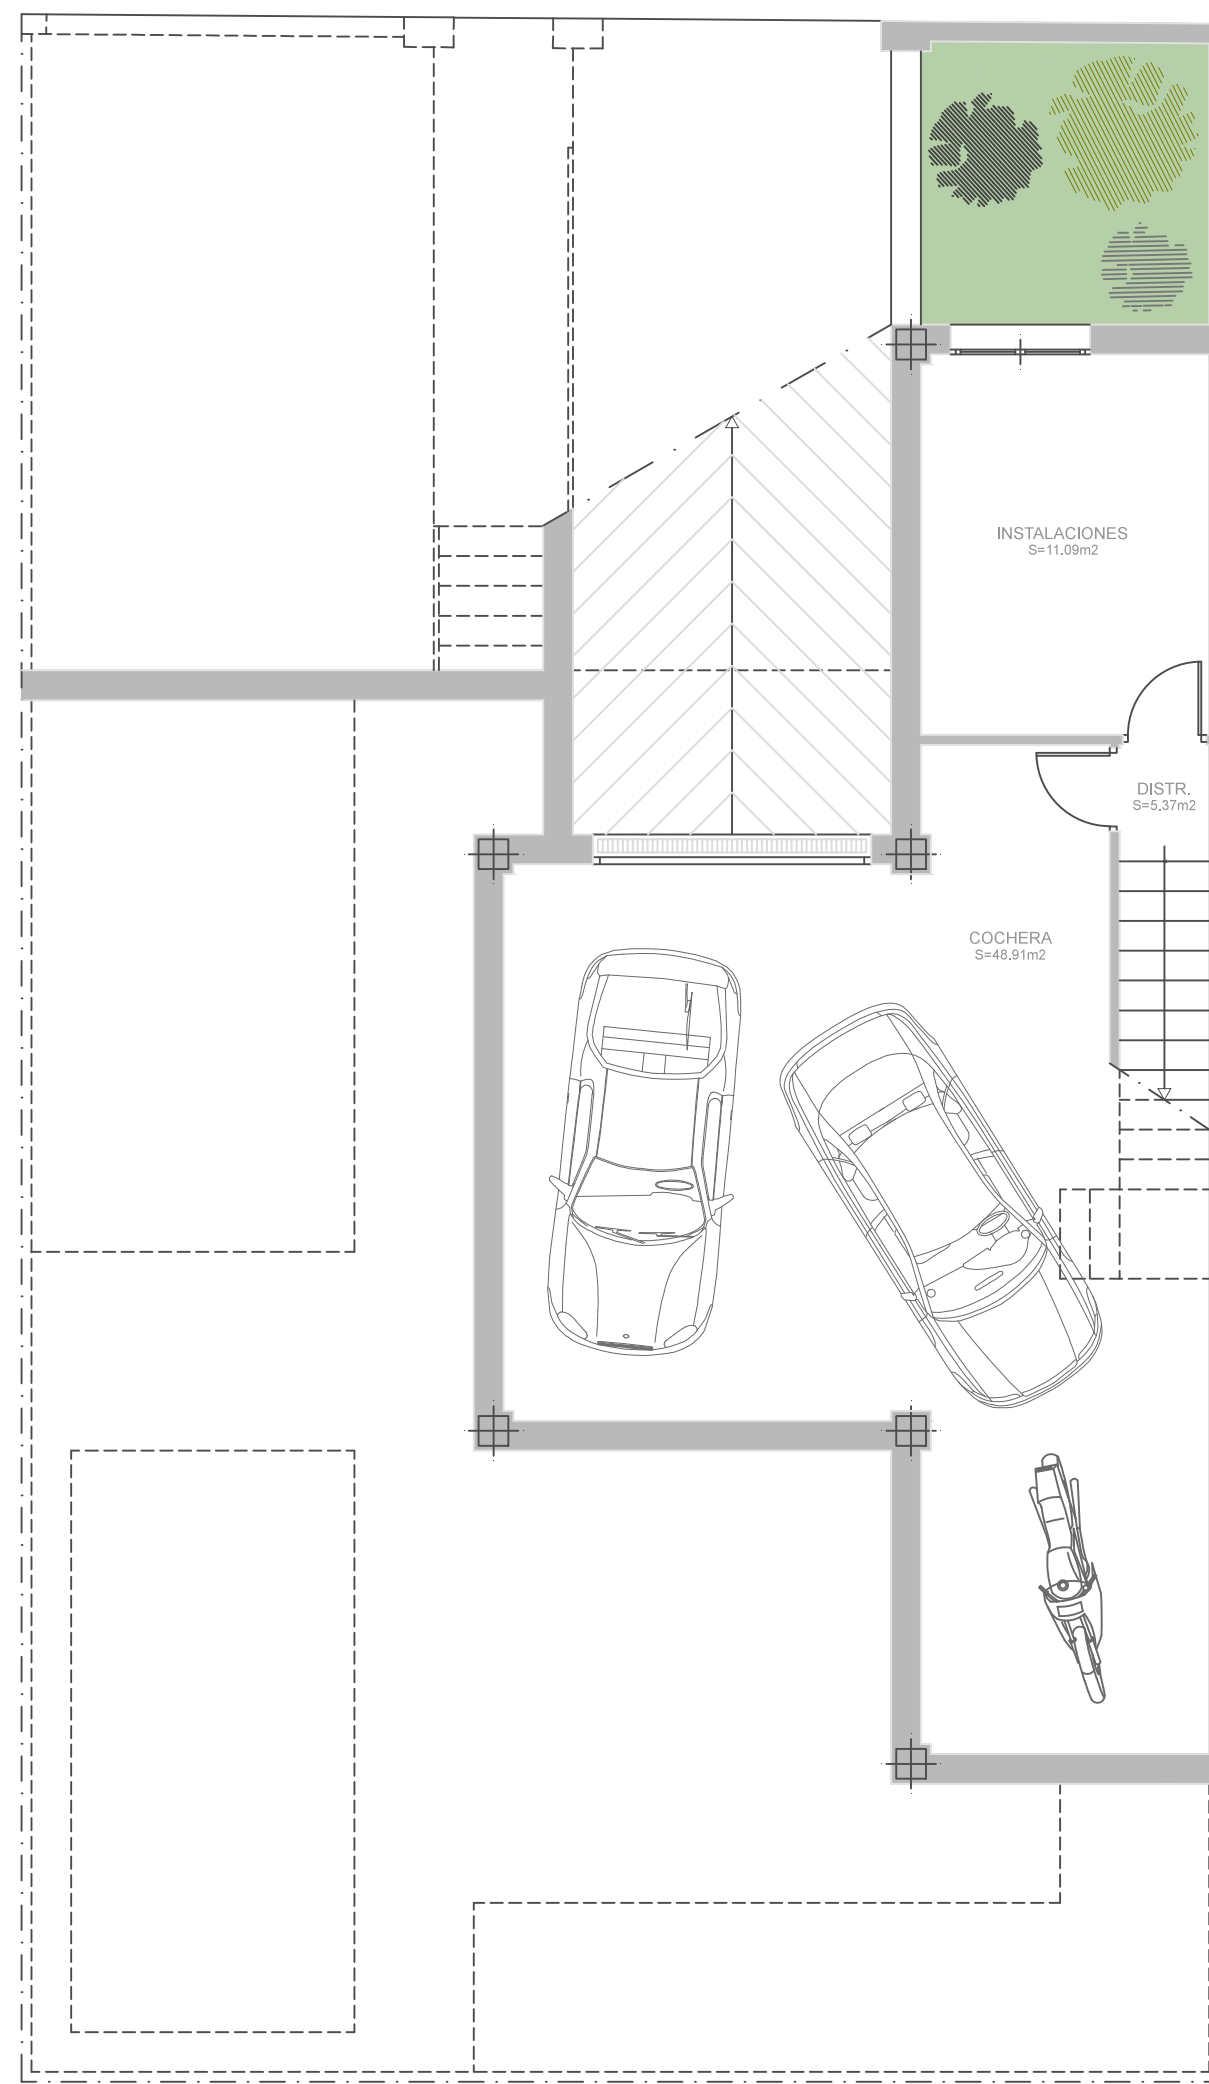 INSTALACIONES
S=11.09m2
DISTR.
S=5.37m2
COCHERA
S=48.91m2